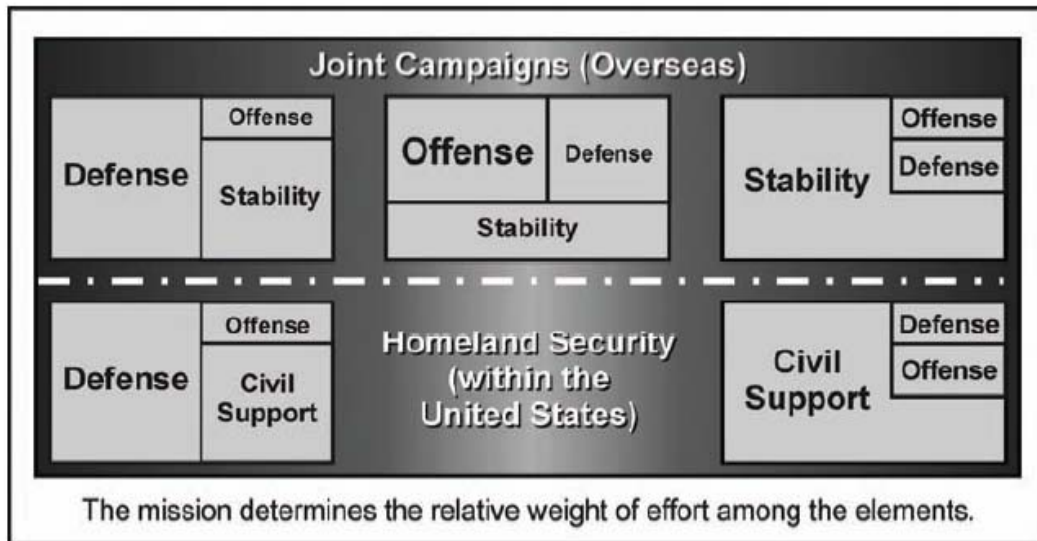 Joint Campaigns (Overseas)
Defense
Offense
Stability
Offense
Defense
Stability
Stability
Offense
Defense
Defense
Offense
Civil
Support
Homeland Security
(within the
United States)
Civil
Support
Defense
Offense
The mission determines the relative weight of effort among the elements.